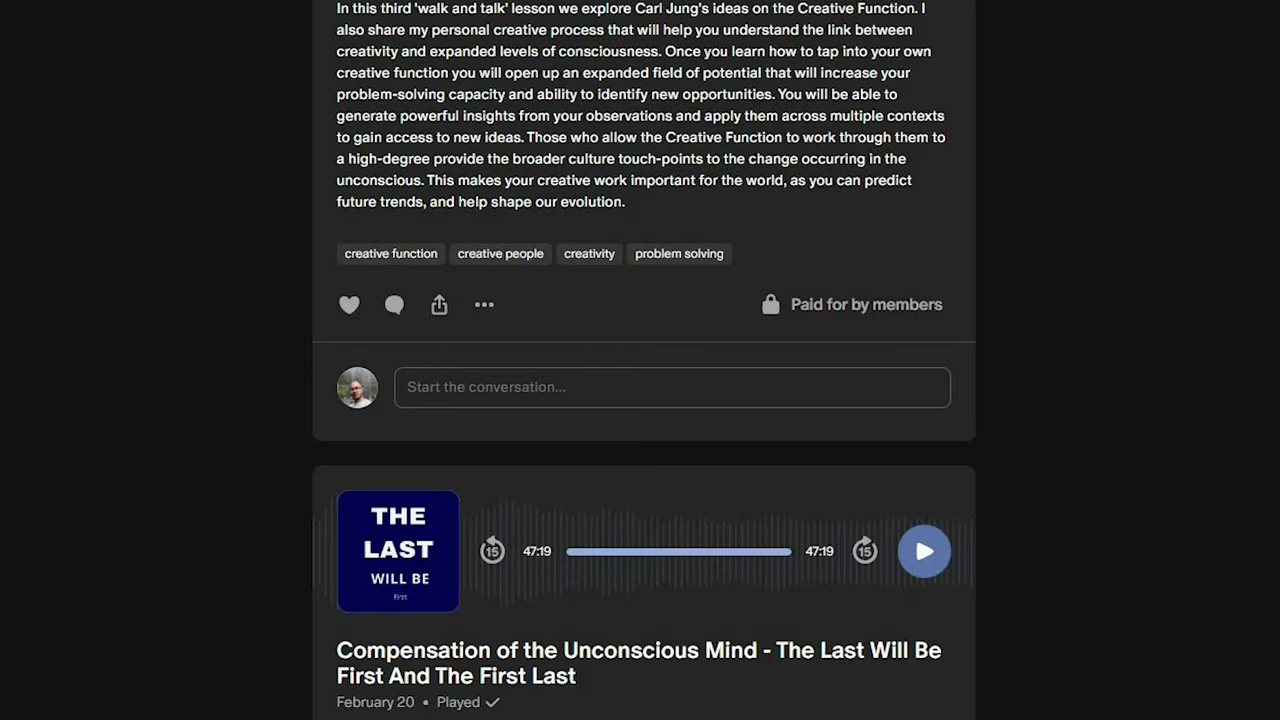 In this third 'walk and talk' lesson we explore Carl Jung's ideas on the Creative Function. I
also share my personal creative process that will help you understand the link between
creativity and expanded levels of consciousness. Once you learn how to tap into your own
creative function you will open up an expanded field of potential that will increase your
problem-solving capacity and ability to identify new opportunities. You will be able to
generate powerful insights from your observations and apply them across multiple contexts
to gain access to new ideas. Those who allow the Creative Function to work through them to
a high-degree provide the broader culture touch-points to the change occurring in the
unconscious. This makes your creative work important for the world, as you can predict
future trends, and help shape our evolution.
creative function creative people creativity problem solving
Paid for by members
Start the conversation...
THE
LAST
WILL BE
First
15 47:19 47:19 15
Compensation of the Unconscious Mind - The Last Will Be
First And The First Last
February 20 • Played